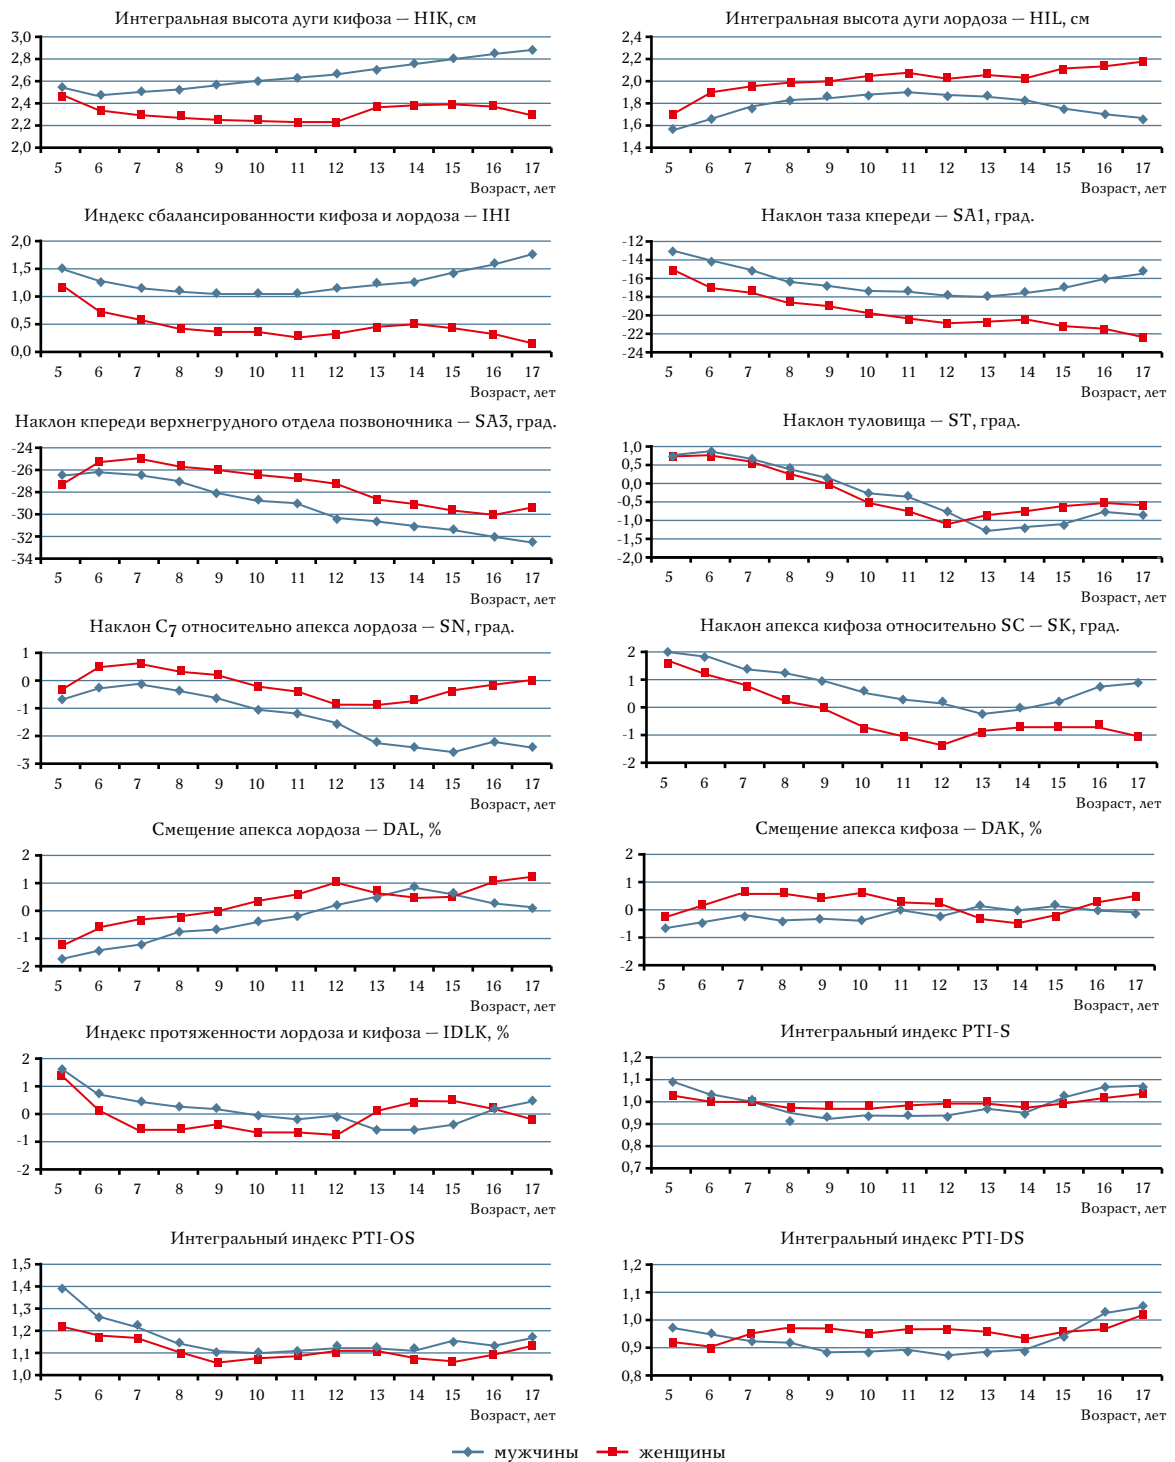 Интегральная высота дуги кифоза – HIK, см
3,0
2,8
2,6
2,4
2,2
2,0
5 6 7 8 9 10 11 12 13 14 15 16 17
Возраст, лет
Интегральная высота дуги лордоза – HIL, см
2,4
2,2
2,0
1,8
1,6
1,4
5 6 7 8 9 10 11 12 13 14 15 16 17
Возраст, лет
Индекс сбалансированности кифоза и лордоза – IHI
2,0
1,5
1,0
0,5
0,0
5 6 7 8 9 10 11 12 13 14 15 16 17
Возраст, лет
Наклон таза кпереди – SA1, град.
-12
-14
-16
-18
-20
-22
-24
5 6 7 8 9 10 11 12 13 14 15 16 17
Возраст, лет
Наклон кпереди верхнегрудного отдела позвоночника – SA3, град.
-24
-26
-28
-30
-32
-34
5 6 7 8 9 10 11 12 13 14 15 16 17
Возраст, лет
Наклон туловища – ST, град.
1,0
0,5
0,0
-0,5
-1,0
-1,5
-2,0
5 6 7 8 9 10 11 12 13 14 15 16 17
Возраст, лет
Наклон C7 относительно апекса лордоза – SN, град.
1
0
-1
-2
-3
5 6 7 8 9 10 11 12 13 14 15 16 17
Возраст, лет
Наклон апекса кифоза относительно SC – SK, град.
2
1
0
-1
-2
5 6 7 8 9 10 11 12 13 14 15 16 17
Возраст, лет
Смещение апекса лордоза – DAL, %
2
1
0
-1
-2
5 6 7 8 9 10 11 12 13 14 15 16 17
Возраст, лет
Смещение апекса кифоза – DAK, %
2
1
0
-1
-2
5 6 7 8 9 10 11 12 13 14 15 16 17
Возраст, лет
Индекс протяженности лордоза и кифоза – IDLK, %
2
1
0
-1
-2
5 6 7 8 9 10 11 12 13 14 15 16 17
Возраст, лет
Интегральный индекс PTI-S
1,2
1,1
1,0
0,9
0,8
0,7
5 6 7 8 9 10 11 12 13 14 15 16 17
Возраст, лет
Интегральный индекс PTI-OS
1,5
1,4
1,3
1,2
1,1
1,0
5 6 7 8 9 10 11 12 13 14 15 16 17
Возраст, лет
Интегральный индекс PTI-DS
1,2
1,1
1,0
0,9
0,8
5 6 7 8 9 10 11 12 13 14 15 16 17
Возраст, лет
мужчины женщины